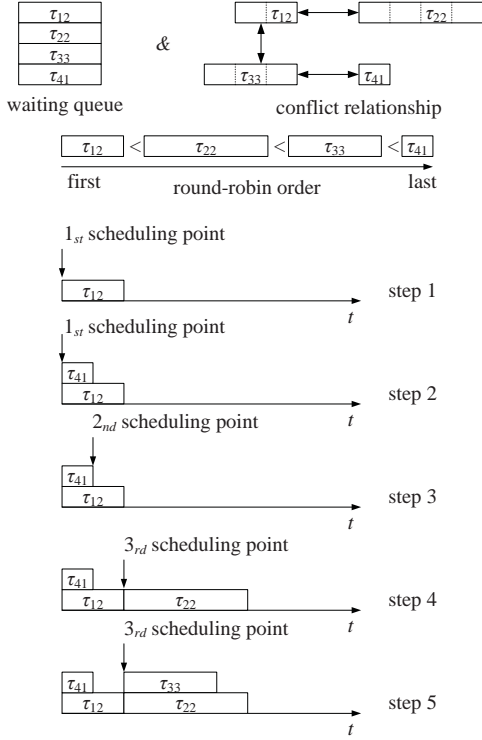 τ12
τ22
τ33
τ41
waiting queue
&
τ12
τ22
τ33
τ41
conflict relationship
τ12 < τ22 < τ33 < τ41
first round-robin order last
1st scheduling point
τ12
t
step 1
1st scheduling point
τ41
τ12
t
step 2
2nd scheduling point
τ41
τ12
t
step 3
3rd scheduling point
τ41
τ12 τ22
t
step 4
3rd scheduling point
τ41 τ33
τ12 τ22
t
step 5